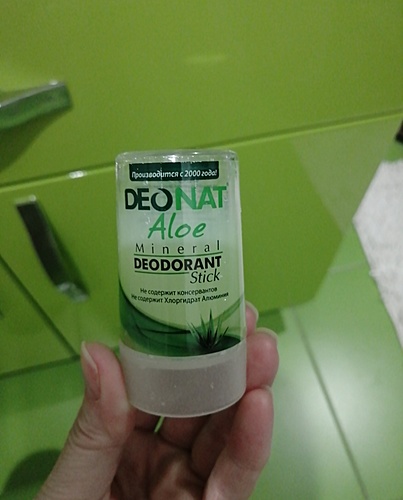 Производится с 2000 года!
DEONAT
Aloe
Mineral
DEODORANT
Stick
Не содержит консервантов
Не содержит Хлоргидрат Алюминия